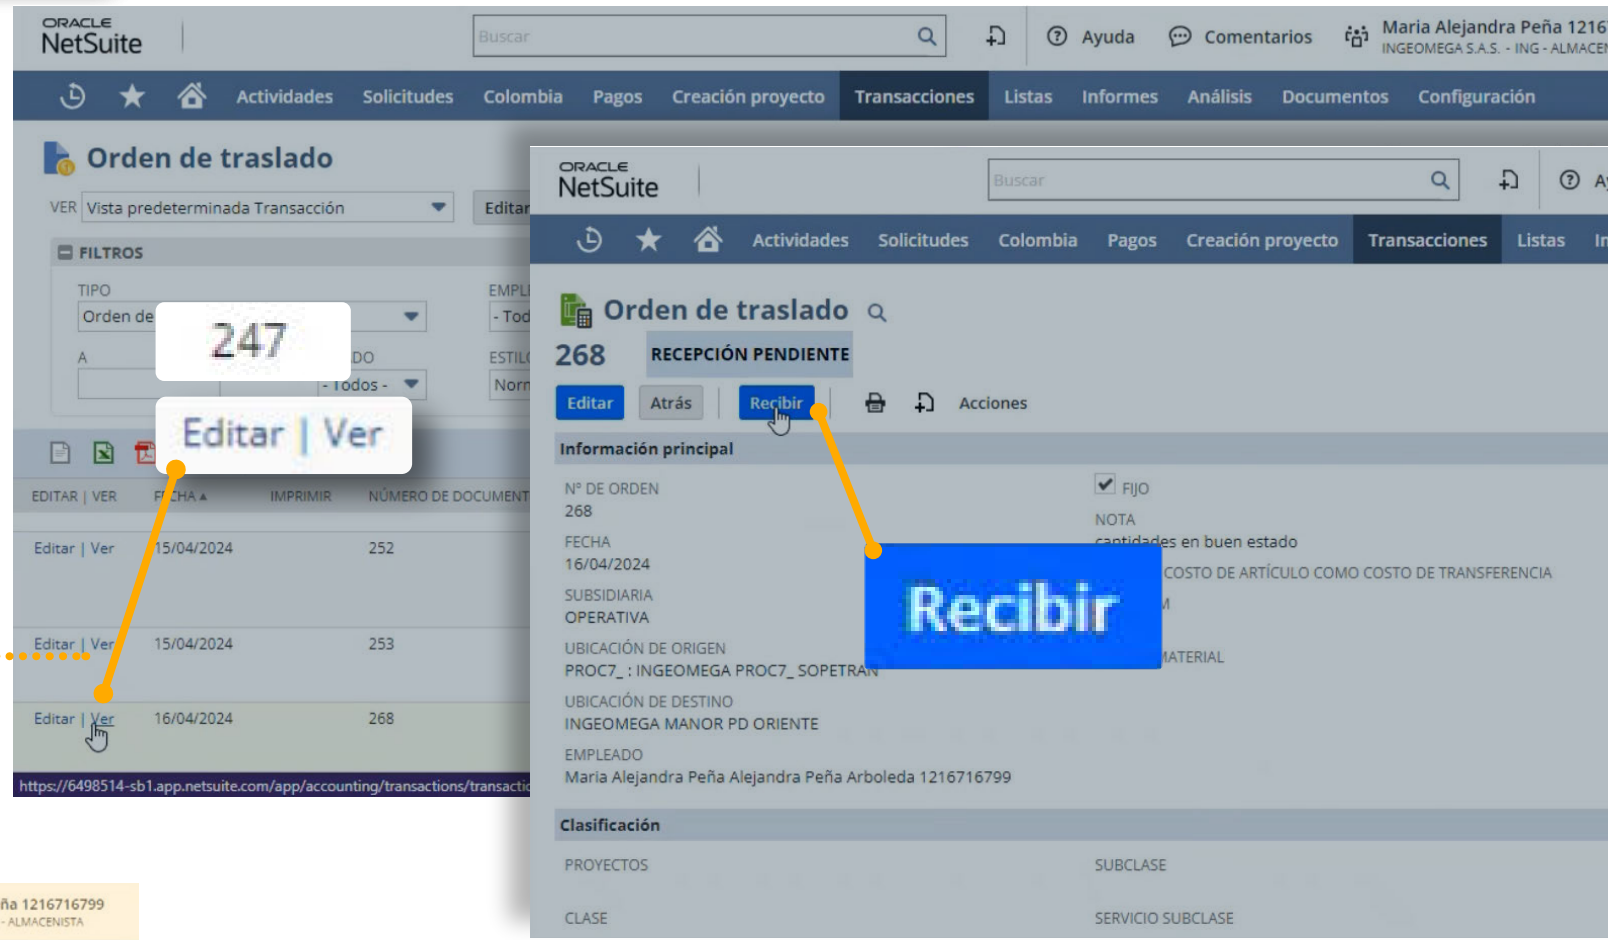 ORACLE
NetSuite
Buscar
Ayuda
Comentarios
Maria Alejandra Peña 1216
INGEOMEGA S.A.S. - ING - ALMACEN
Actividades Solicitudes Colombia Pagos Creación proyecto Transacciones Listas Informes Análisis Documentos Configuración
Orden de traslado
VER Vista predeterminada Transacción
Editar
FILTROS
TIPO
Orden de
EMPL
- Tod
A
DO
- Todos -
ESTILO
Norm
247
Editar | Ver
EDITAR | VER FECHA IMPRIMIR NÚMERO DE DOCUMENT
Editar | Ver 15/04/2024 252
Editar | Ver 15/04/2024 253
Editar | Ver 16/04/2024 268
https://6498514-sb1.app.netsuite.com/app/accounting/transactions/transactio
ña 1216716799
- ALMACENISTA
ORACLE
NetSuite
Buscar
Ay
Actividades Solicitudes Colombia Pagos Creación proyecto Transacciones Listas In
Orden de traslado
268 RECEPCIÓN PENDIENTE
Editar Atrás Recibir Acciones
Información principal
Nº DE ORDEN
268
FECHA
16/04/2024
SUBSIDIARIA
OPERATIVA
UBICACIÓN DE ORIGEN
PROC7_ : INGEOMEGA PROC7_ SOPETRAN
UBICACIÓN DE DESTINO
INGEOMEGA MANOR PD ORIENTE
EMPLEADO
Maria Alejandra Peña Alejandra Peña Arboleda 1216716799
FIJO
NOTA
cantidades en buen estado
COSTO DE ARTÍCULO COMO COSTO DE TRANSFERENCIA
M
MATERIAL
Recibir
Clasificación
PROYECTOS
SUBCLASE
CLASE
SERVICIO SUBCLASE